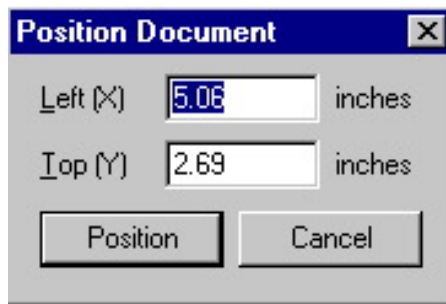 Position Document
Left (X) 5.06 inches
Top (Y) 2.69 inches
Position Cancel